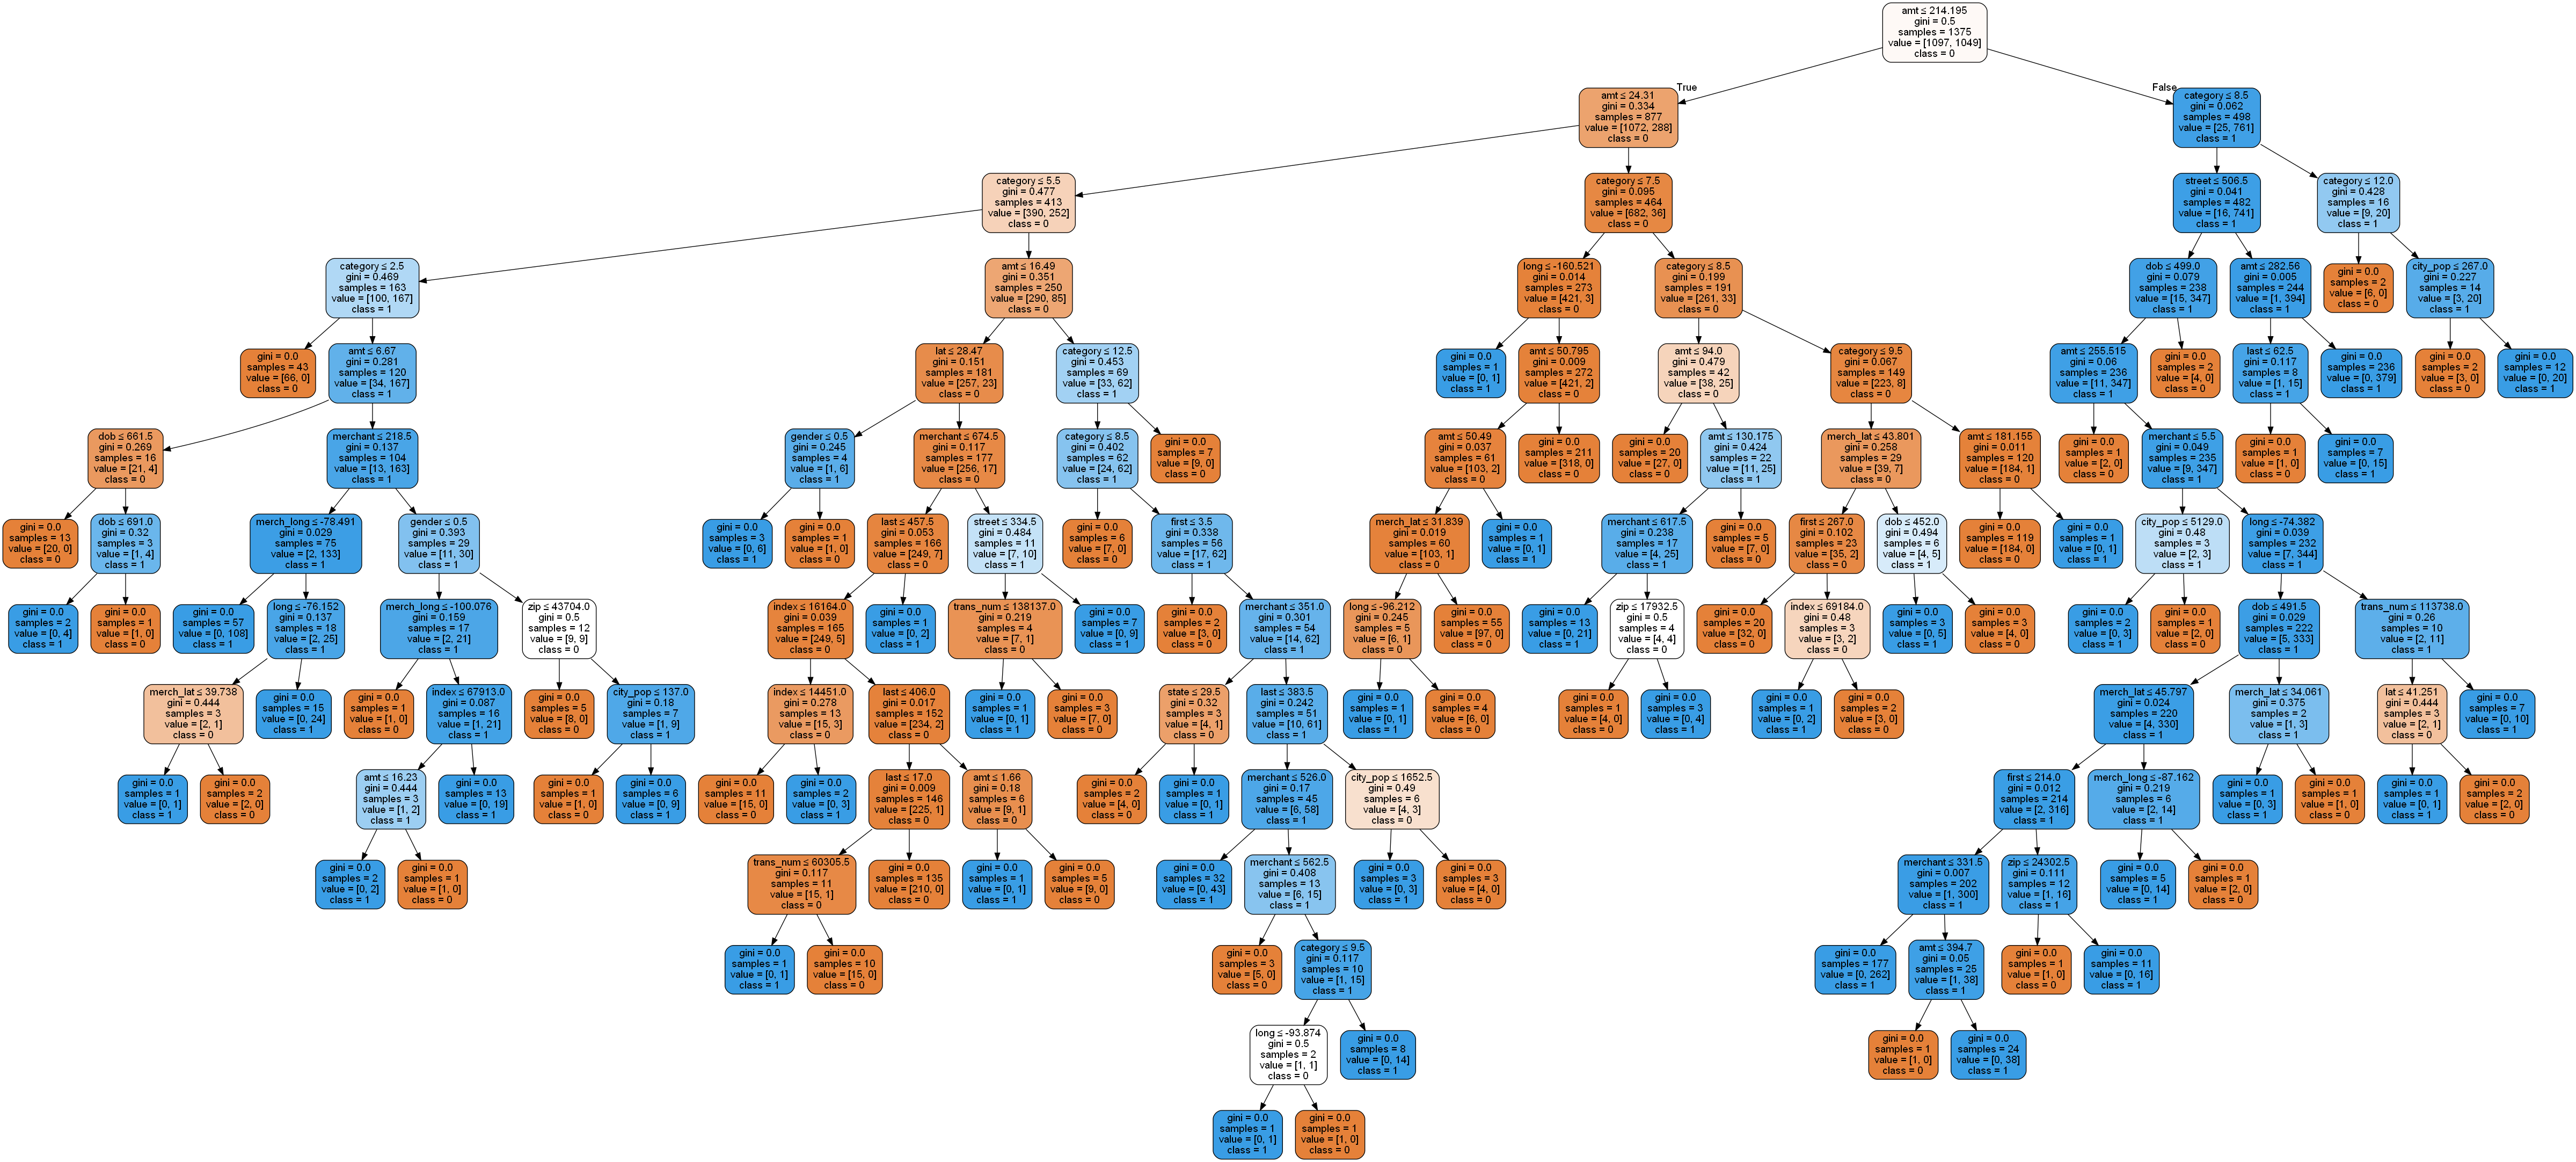 amt ≤ 214.195
gini = 0.5
samples = 1375
value = [1097, 1049]
class = 0
True
False
amt ≤ 24.31
gini = 0.334
samples = 877
value = [1072, 288]
class = 0
category ≤ 8.5
gini = 0.062
samples = 498
value = [25, 761]
class = 1
category ≤ 5.5
gini = 0.477
samples = 413
value = [390, 252]
class = 0
category ≤ 7.5
gini = 0.095
samples = 464
value = [682, 36]
class = 0
street ≤ 506.5
gini = 0.041
samples = 482
value = [16, 741]
class = 1
category ≤ 12.0
gini = 0.428
samples = 16
value = [9, 20]
class = 1
category ≤ 2.5
gini = 0.469
samples = 163
value = [100, 167]
class = 1
amt ≤ 16.49
gini = 0.351
samples = 250
value = [290, 85]
class = 0
long ≤ -160.521
gini = 0.014
samples = 273
value = [421, 3]
class = 0
category ≤ 8.5
gini = 0.199
samples = 191
value = [261, 33]
class = 0
dob ≤ 499.0
gini = 0.079
samples = 238
value = [15, 347]
class = 1
amt ≤ 282.56
gini = 0.005
samples = 244
value = [1, 394]
class = 1
gini = 0.0
samples = 2
value = [6, 0]
class = 0
city_pop ≤ 267.0
gini = 0.227
samples = 14
value = [3, 20]
class = 1
gini = 0.0
samples = 43
value = [66, 0]
class = 0
amt ≤ 6.67
gini = 0.281
samples = 120
value = [34, 167]
class = 1
lat ≤ 28.47
gini = 0.151
samples = 181
value = [257, 23]
class = 0
category ≤ 12.5
gini = 0.453
samples = 69
value = [33, 62]
class = 1
gini = 0.0
samples = 1
value = [0, 1]
class = 1
amt ≤ 50.795
gini = 0.009
samples = 272
value = [421, 2]
class = 0
amt ≤ 94.0
gini = 0.479
samples = 42
value = [38, 25]
class = 0
category ≤ 9.5
gini = 0.067
samples = 149
value = [223, 8]
class = 0
amt ≤ 255.515
gini = 0.06
samples = 236
value = [11, 347]
class = 1
gini = 0.0
samples = 2
value = [4, 0]
class = 0
last ≤ 62.5
gini = 0.117
samples = 8
value = [1, 15]
class = 1
gini = 0.0
samples = 236
value = [0, 379]
class = 1
gini = 0.0
samples = 2
value = [3, 0]
class = 0
gini = 0.0
samples = 12
value = [0, 20]
class = 1
dob ≤ 661.5
gini = 0.269
samples = 16
value = [21, 4]
class = 0
merchant ≤ 218.5
gini = 0.137
samples = 104
value = [13, 163]
class = 1
gender ≤ 0.5
gini = 0.245
samples = 4
value = [1, 6]
class = 1
merchant ≤ 674.5
gini = 0.117
samples = 177
value = [256, 17]
class = 0
category ≤ 8.5
gini = 0.402
samples = 62
value = [24, 62]
class = 1
gini = 0.0
samples = 7
value = [9, 0]
class = 0
amt ≤ 50.49
gini = 0.037
samples = 61
value = [103, 2]
class = 0
gini = 0.0
samples = 211
value = [318, 0]
class = 0
gini = 0.0
samples = 20
value = [27, 0]
class = 0
amt ≤ 130.175
gini = 0.424
samples = 22
value = [11, 25]
class = 1
merch_lat ≤ 43.801
gini = 0.258
samples = 29
value = [39, 7]
class = 0
amt ≤ 181.155
gini = 0.011
samples = 120
value = [184, 1]
class = 0
gini = 0.0
samples = 1
value = [2, 0]
class = 0
merchant ≤ 5.5
gini = 0.049
samples = 235
value = [9, 347]
class = 1
gini = 0.0
samples = 1
value = [1, 0]
class = 0
gini = 0.0
samples = 7
value = [0, 15]
class = 1
gini = 0.0
samples = 13
value = [20, 0]
class = 0
dob ≤ 691.0
gini = 0.32
samples = 3
value = [1, 4]
class = 1
merch_long ≤ -78.491
gini = 0.029
samples = 75
value = [2, 133]
class = 1
gender ≤ 0.5
gini = 0.393
samples = 29
value = [11, 30]
class = 1
gini = 0.0
samples = 3
value = [0, 6]
class = 1
gini = 0.0
samples = 1
value = [1, 0]
class = 0
last ≤ 457.5
gini = 0.053
samples = 166
value = [249, 7]
class = 0
street ≤ 334.5
gini = 0.484
samples = 11
value = [7, 10]
class = 1
gini = 0.0
samples = 6
value = [7, 0]
class = 0
first ≤ 3.5
gini = 0.338
samples = 56
value = [17, 62]
class = 1
merch_lat ≤ 31.839
gini = 0.019
samples = 60
value = [103, 1]
class = 0
gini = 0.0
samples = 1
value = [0, 1]
class = 1
merchant ≤ 617.5
gini = 0.238
samples = 17
value = [4, 25]
class = 1
gini = 0.0
samples = 5
value = [7, 0]
class = 0
first ≤ 267.0
gini = 0.102
samples = 23
value = [35, 2]
class = 0
dob ≤ 452.0
gini = 0.494
samples = 6
value = [4, 5]
class = 1
gini = 0.0
samples = 119
value = [184, 0]
class = 0
gini = 0.0
samples = 1
value = [0, 1]
class = 1
city_pop ≤ 5129.0
gini = 0.48
samples = 3
value = [2, 3]
class = 1
long ≤ -74.382
gini = 0.039
samples = 232
value = [7, 344]
class = 1
gini = 0.0
samples = 2
value = [0, 4]
class = 1
gini = 0.0
samples = 1
value = [1, 0]
class = 0
gini = 0.0
samples = 57
value = [0, 108]
class = 1
long ≤ -76.152
gini = 0.137
samples = 18
value = [2, 25]
class = 1
merch_long ≤ -100.076
gini = 0.159
samples = 17
value = [2, 21]
class = 1
zip ≤ 43704.0
gini = 0.5
samples = 12
value = [9, 9]
class = 0
index ≤ 16164.0
gini = 0.039
samples = 165
value = [249, 5]
class = 0
gini = 0.0
samples = 1
value = [0, 2]
class = 1
trans_num ≤ 138137.0
gini = 0.219
samples = 4
value = [7, 1]
class = 0
gini = 0.0
samples = 7
value = [0, 9]
class = 1
gini = 0.0
samples = 2
value = [3, 0]
class = 0
merchant ≤ 351.0
gini = 0.301
samples = 54
value = [14, 62]
class = 1
long ≤ -96.212
gini = 0.245
samples = 5
value = [6, 1]
class = 0
gini = 0.0
samples = 55
value = [97, 0]
class = 0
gini = 0.0
samples = 13
value = [0, 21]
class = 1
zip ≤ 17932.5
gini = 0.5
samples = 4
value = [4, 4]
class = 0
gini = 0.0
samples = 20
value = [32, 0]
class = 0
index ≤ 69184.0
gini = 0.48
samples = 3
value = [3, 2]
class = 0
gini = 0.0
samples = 3
value = [0, 5]
class = 1
gini = 0.0
samples = 3
value = [4, 0]
class = 0
gini = 0.0
samples = 2
value = [0, 3]
class = 1
gini = 0.0
samples = 1
value = [2, 0]
class = 0
dob ≤ 491.5
gini = 0.029
samples = 222
value = [5, 333]
class = 1
trans_num ≤ 113738.0
gini = 0.26
samples = 10
value = [2, 11]
class = 1
merch_lat ≤ 39.738
gini = 0.444
samples = 3
value = [2, 1]
class = 0
gini = 0.0
samples = 15
value = [0, 24]
class = 1
gini = 0.0
samples = 1
value = [1, 0]
class = 0
index ≤ 67913.0
gini = 0.087
samples = 16
value = [1, 21]
class = 1
gini = 0.0
samples = 5
value = [8, 0]
class = 0
city_pop ≤ 137.0
gini = 0.18
samples = 7
value = [1, 9]
class = 1
index ≤ 14451.0
gini = 0.278
samples = 13
value = [15, 3]
class = 0
last ≤ 406.0
gini = 0.017
samples = 152
value = [234, 2]
class = 0
gini = 0.0
samples = 1
value = [0, 1]
class = 1
gini = 0.0
samples = 3
value = [7, 0]
class = 0
state ≤ 29.5
gini = 0.32
samples = 3
value = [4, 1]
class = 0
last ≤ 383.5
gini = 0.242
samples = 51
value = [10, 61]
class = 1
gini = 0.0
samples = 1
value = [0, 1]
class = 1
gini = 0.0
samples = 4
value = [6, 0]
class = 0
gini = 0.0
samples = 1
value = [4, 0]
class = 0
gini = 0.0
samples = 3
value = [0, 4]
class = 1
gini = 0.0
samples = 1
value = [0, 2]
class = 1
gini = 0.0
samples = 2
value = [3, 0]
class = 0
merch_lat ≤ 45.797
gini = 0.024
samples = 220
value = [4, 330]
class = 1
merch_lat ≤ 34.061
gini = 0.375
samples = 2
value = [1, 3]
class = 1
lat ≤ 41.251
gini = 0.444
samples = 3
value = [2, 1]
class = 0
gini = 0.0
samples = 7
value = [0, 10]
class = 1
gini = 0.0
samples = 1
value = [0, 1]
class = 1
gini = 0.0
samples = 2
value = [2, 0]
class = 0
amt ≤ 16.23
gini = 0.444
samples = 3
value = [1, 2]
class = 1
gini = 0.0
samples = 13
value = [0, 19]
class = 1
gini = 0.0
samples = 1
value = [1, 0]
class = 0
gini = 0.0
samples = 6
value = [0, 9]
class = 1
gini = 0.0
samples = 11
value = [15, 0]
class = 0
gini = 0.0
samples = 2
value = [0, 3]
class = 1
last ≤ 17.0
gini = 0.009
samples = 146
value = [225, 1]
class = 0
amt ≤ 1.66
gini = 0.18
samples = 6
value = [9, 1]
class = 0
gini = 0.0
samples = 2
value = [4, 0]
class = 0
gini = 0.0
samples = 1
value = [0, 1]
class = 1
merchant ≤ 526.0
gini = 0.17
samples = 45
value = [6, 58]
class = 1
city_pop ≤ 1652.5
gini = 0.49
samples = 6
value = [4, 3]
class = 0
first ≤ 214.0
gini = 0.012
samples = 214
value = [2, 316]
class = 1
merch_long ≤ -87.162
gini = 0.219
samples = 6
value = [2, 14]
class = 1
gini = 0.0
samples = 1
value = [0, 3]
class = 1
gini = 0.0
samples = 1
value = [1, 0]
class = 0
gini = 0.0
samples = 1
value = [0, 1]
class = 1
gini = 0.0
samples = 2
value = [2, 0]
class = 0
gini = 0.0
samples = 2
value = [0, 2]
class = 1
gini = 0.0
samples = 1
value = [1, 0]
class = 0
trans_num ≤ 60305.5
gini = 0.117
samples = 11
value = [15, 1]
class = 0
gini = 0.0
samples = 135
value = [210, 0]
class = 0
gini = 0.0
samples = 1
value = [0, 1]
class = 1
gini = 0.0
samples = 5
value = [9, 0]
class = 0
gini = 0.0
samples = 32
value = [0, 43]
class = 1
merchant ≤ 562.5
gini = 0.408
samples = 13
value = [6, 15]
class = 1
gini = 0.0
samples = 3
value = [0, 3]
class = 1
gini = 0.0
samples = 3
value = [4, 0]
class = 0
merchant ≤ 331.5
gini = 0.007
samples = 202
value = [1, 300]
class = 1
zip ≤ 24302.5
gini = 0.111
samples = 12
value = [1, 16]
class = 1
gini = 0.0
samples = 5
value = [0, 14]
class = 1
gini = 0.0
samples = 1
value = [2, 0]
class = 0
gini = 0.0
samples = 1
value = [0, 1]
class = 1
gini = 0.0
samples = 10
value = [15, 0]
class = 0
gini = 0.0
samples = 3
value = [5, 0]
class = 0
category ≤ 9.5
gini = 0.117
samples = 10
value = [1, 15]
class = 1
gini = 0.0
samples = 177
value = [0, 262]
class = 1
amt ≤ 394.7
gini = 0.05
samples = 25
value = [1, 38]
class = 1
gini = 0.0
samples = 1
value = [1, 0]
class = 0
gini = 0.0
samples = 11
value = [0, 16]
class = 1
long ≤ -93.874
gini = 0.5
samples = 2
value = [1, 1]
class = 0
gini = 0.0
samples = 8
value = [0, 14]
class = 1
gini = 0.0
samples = 1
value = [1, 0]
class = 0
gini = 0.0
samples = 24
value = [0, 38]
class = 1
gini = 0.0
samples = 1
value = [0, 1]
class = 1
gini = 0.0
samples = 1
value = [1, 0]
class = 0